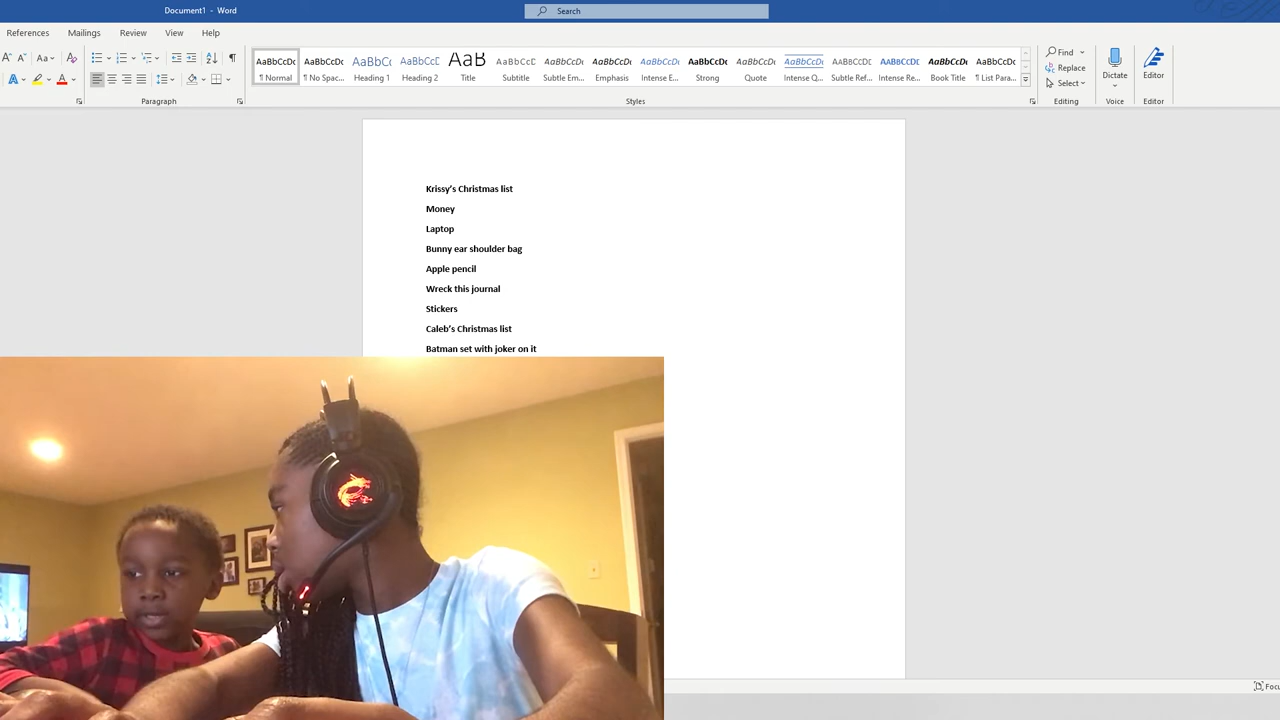 Document1 - Word
Search
References Mailings Review View Help
Aa
AaBbCcDc AaBbCcDc AaBbCc AaBbCcC AaB AaBbCcD AaBbCcDc AaBbCcDc AaBbCcDc AaBbCcDc AaBbCcDc AaBbCcDc AaBbCcDc AaBbCcDc AaBbCcDc AaBbCcDc
¶ Normal ¶ No Spac... Heading 1 Heading 2 Title Subtitle Subtle Em... Emphasis Intense E... Strong Quote Intense Q... Subtle Ref... Intense Re... Book Title ¶ List Para...
Find
Replace
Select
Dictate
Editor
Paragraph
Styles
Editing
Voice
Editor
Krissy's Christmas list
Money
Laptop
Bunny ear shoulder bag
Apple pencil
Wreck this journal
Stickers
Caleb's Christmas list
Batman set with joker on it
Focu